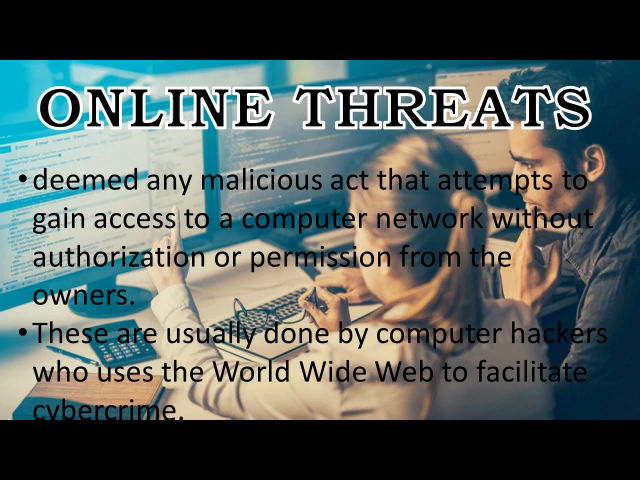 ONLINE THREATS
• deemed any malicious act that attempts to
gain access to a computer network without
authorization or permission from the
owners.
• These are usually done by computer hackers
who uses the World Wide Web to facilitate
cybercrime.